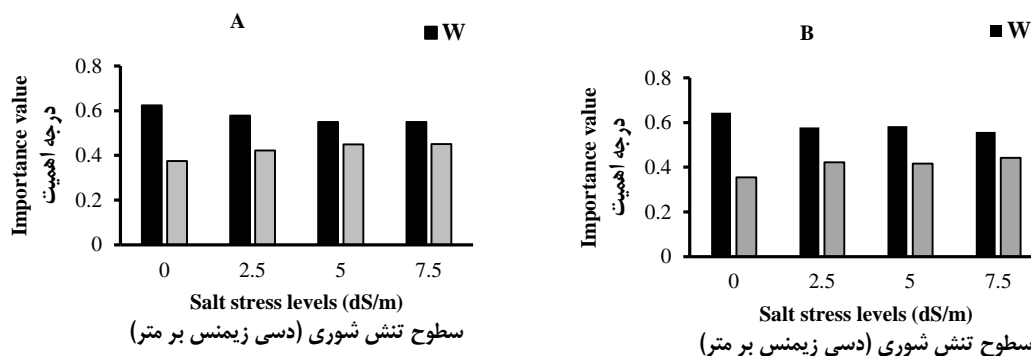 A
W
Importance value
درجه اهمیت
0.8
0.6
0.4
0.2
0
0 2.5 5 7.5
Salt stress levels (dS/m)
سطوح تنش شوری (دسی زیمنس بر متر)
B
W
Importance value
درجه اهمیت
0.8
0.6
0.4
0.2
0
0 2.5 5 7.5
Salt stress levels (dS/m)
سطوح تنش شوری (دسی زیمنس بر متر)